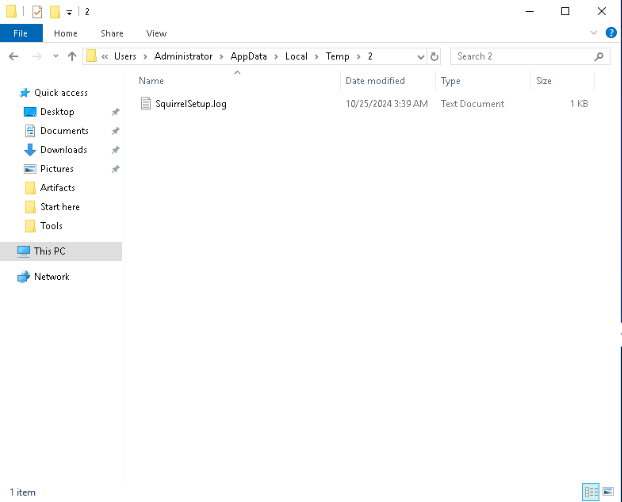 2
File Home Share View
« Users › Administrator › AppData › Local › Temp › 2 Search 2
Name Date modified Type Size
SquirrelSetup.log 10/25/2024 3:39 AM Text Document 1 KB
Quick access
Desktop
Documents
Downloads
Pictures
Artifacts
Start here
Tools
This PC
Network
1 item